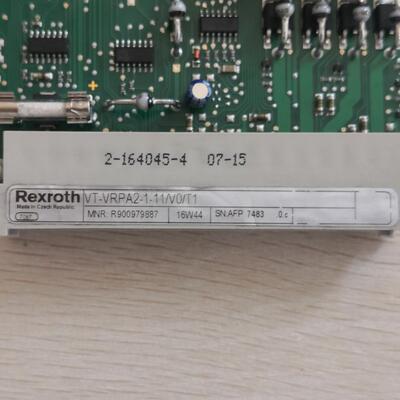 +
2-164045-4 07-15
Rexroth VT-VRPA2-1-11/V0/T1
Made in Czech Republic
7267 MNR: R900979887 16W44 SN:AFP 7483 .0.c